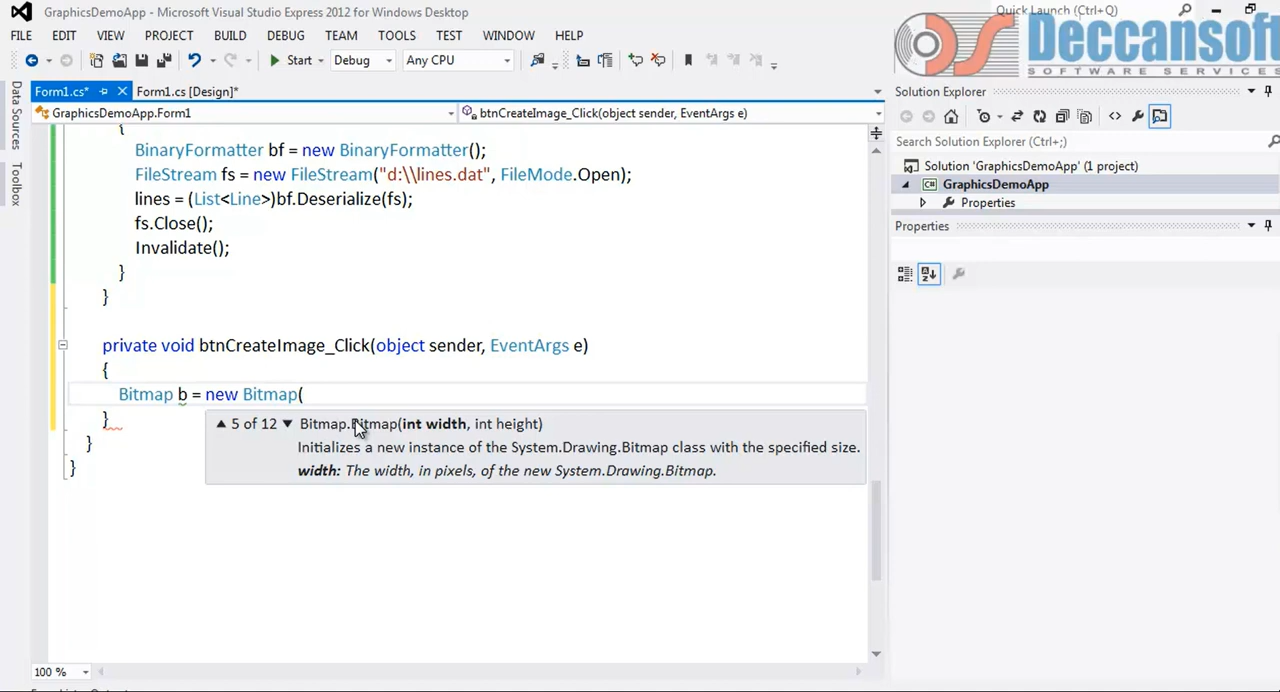 GraphicsDemoApp - Microsoft Visual Studio Express 2012 for Windows Desktop
Quick Launch (Ctrl+Q)
Deccansoft
SOFTWARE SERVICES
FILE EDIT VIEW PROJECT BUILD DEBUG TEAM TOOLS TEST WINDOW HELP
Start Debug Any CPU
Form1.cs* Form1.cs [Design]*
GraphicsDemoApp.Form1 btnCreateImage_Click(object sender, EventArgs e)
Data Sources
Toolbox
{
BinaryFormatter bf = new BinaryFormatter();
FileStream fs = new FileStream("d:\\lines.dat", FileMode.Open);
lines = (List<Line>)bf.Deserialize(fs);
fs.Close();
Invalidate();
}
}
private void btnCreateImage_Click(object sender, EventArgs e)
{
Bitmap b = new Bitmap(
}
▲ 5 of 12 ▼ Bitmap.Bitmap(int width, int height)
Initializes a new instance of the System.Drawing.Bitmap class with the specified size.
width: The width, in pixels, of the new System.Drawing.Bitmap.
}
}
100 %
Solution Explorer
Search Solution Explorer (Ctrl+;)
Solution 'GraphicsDemoApp' (1 project)
C# GraphicsDemoApp
Properties
Properties